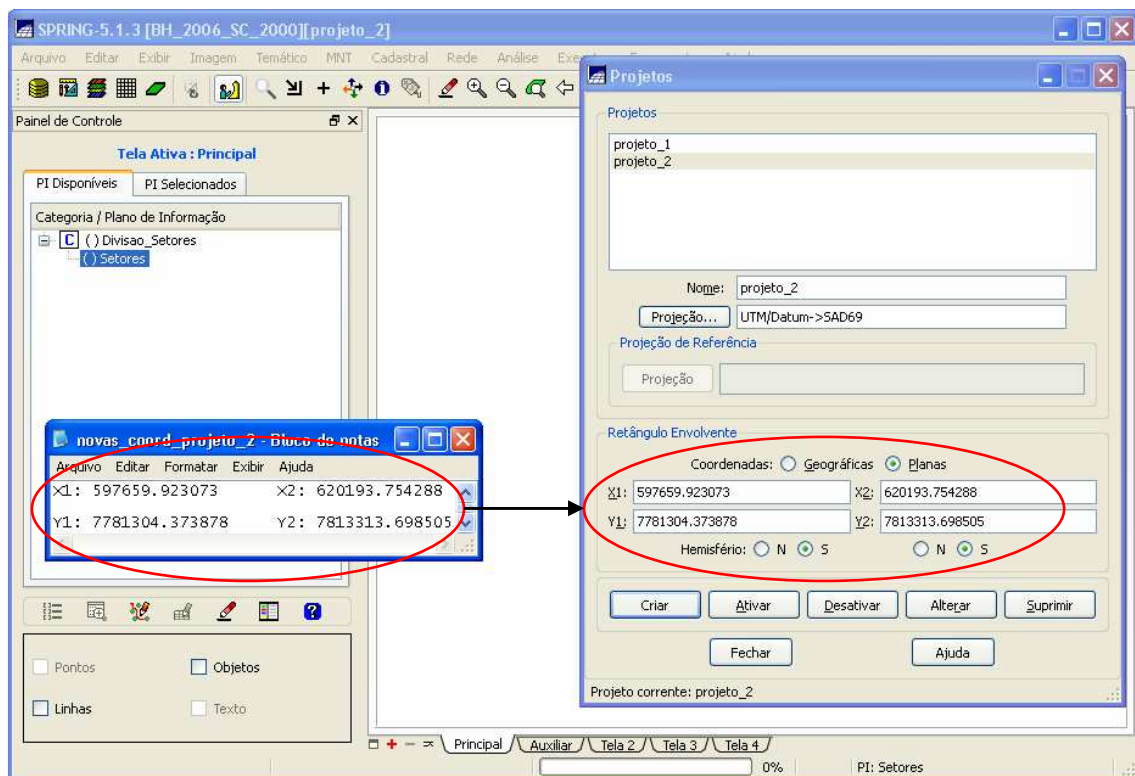 SPRING-5.1.3 [BH_2006_SC_2000][projeto_2]
Arquivo Editar Exibir Imagem Temático MNT Cadastral Rede Análise
Painel de Controle
Tela Ativa : Principal
PI Disponíveis PI Selecionados
Categoria / Plano de Informação
C ( ) Divisao_Setores
( ) Setores
novas_coord_projeto_2 - Bloco de notas
Arquivo Editar Formatar Exibir Ajuda
X1: 597659.923073 X2: 620193.754288
Y1: 7781304.373878 Y2: 7813313.698505
Pontos Objetos
Linhas Texto
Projetos
Projetos
projeto_1
projeto_2
Nome: projeto_2
Projeção... UTM/Datum->SAD69
Projeção de Referência
Projeção
Retângulo Envolvente
Coordenadas: Geográficas Planas
X1: 597659.923073 X2: 620193.754288
Y1: 7781304.373878 Y2: 7813313.698505
Hemisfério: N S N S
Criar Ativar Desativar Alterar Suprimir
Fechar Ajuda
Projeto corrente: projeto_2
Principal Auxiliar Tela 2 Tela 3 Tela 4
0% PI: Setores